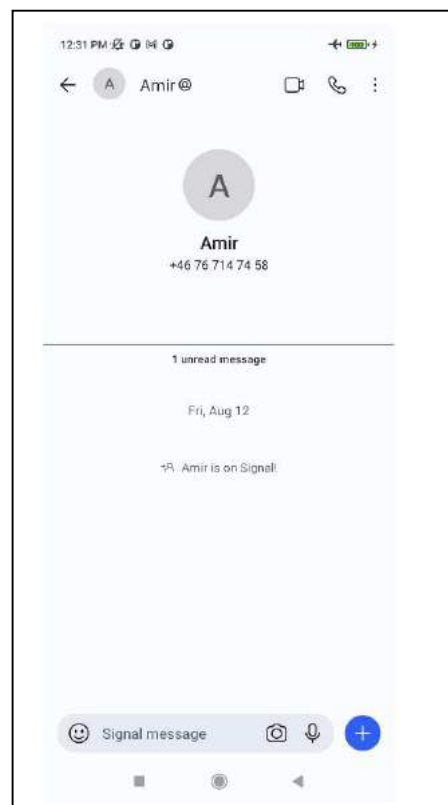 12:31 PM
100
A Amir
A
Amir
+46 76 714 74 58
1 unread message
Fri, Aug 12
Amir is on Signal!
Signal message